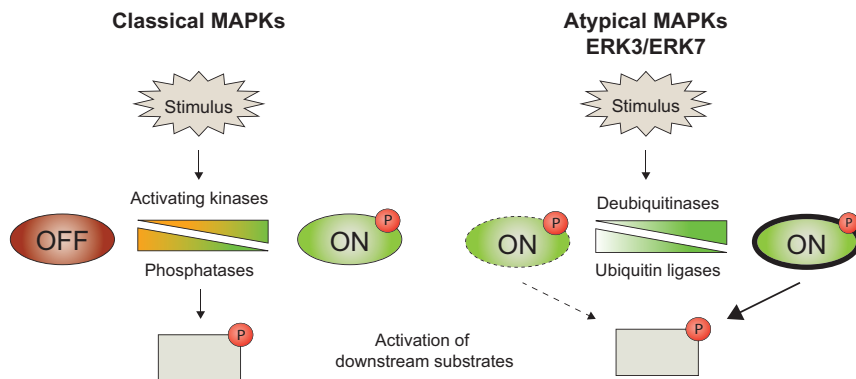 Classical MAPKs
Stimulus
Activating kinases
OFF
P
ON
Phosphatases
P
Activation of
downstream substrates
Atypical MAPKs
ERK3/ERK7
Stimulus
Deubiquitinases
P
ON
P
ON
Ubiquitin ligases
P